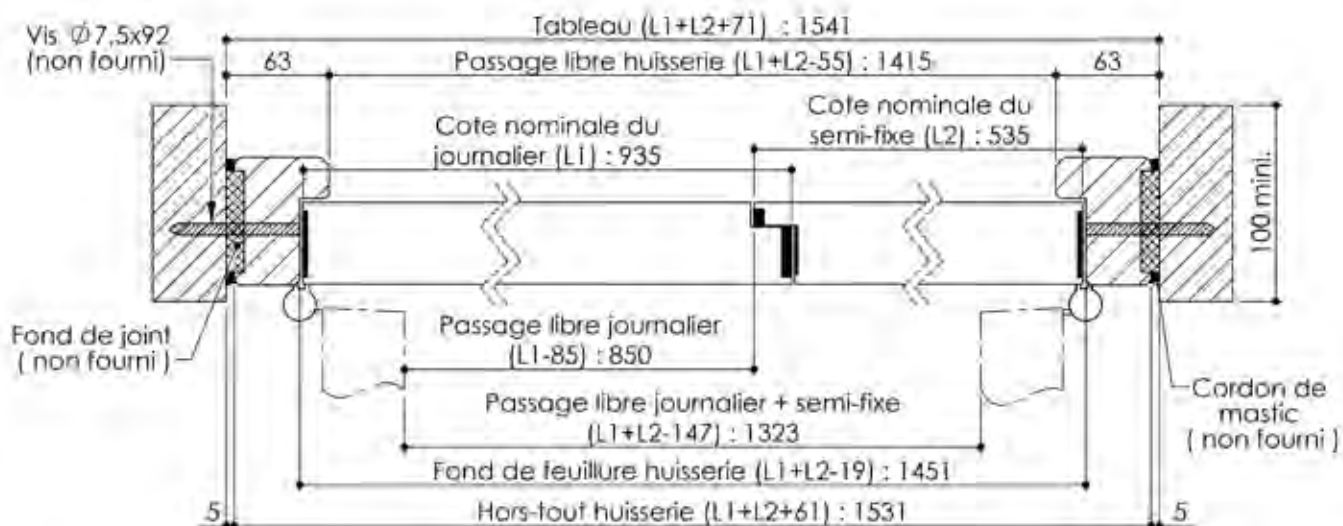 Tableau (L1+L2+71) : 1541
Vis Ø7,5x92
(non fourni)
63
Passage libre huisserie (L1+L2-55) : 1415
63
Cote nominale du
journalier (L1) : 935
Côte nominale du
semi-fixe (L2) : 535
100 mini.
Fond de joint
( non fourni )
Passage libre journalier
(L1-85) : 850
Passage libre journalier + semi-fixe
(L1+L2-147) : 1323
Cordon de
mastic
( non fourni )
Fond de feuillure huisserie (L1+L2-19) : 1451
5
Hors-tout huisserie (L1+L2+61) : 1531
5